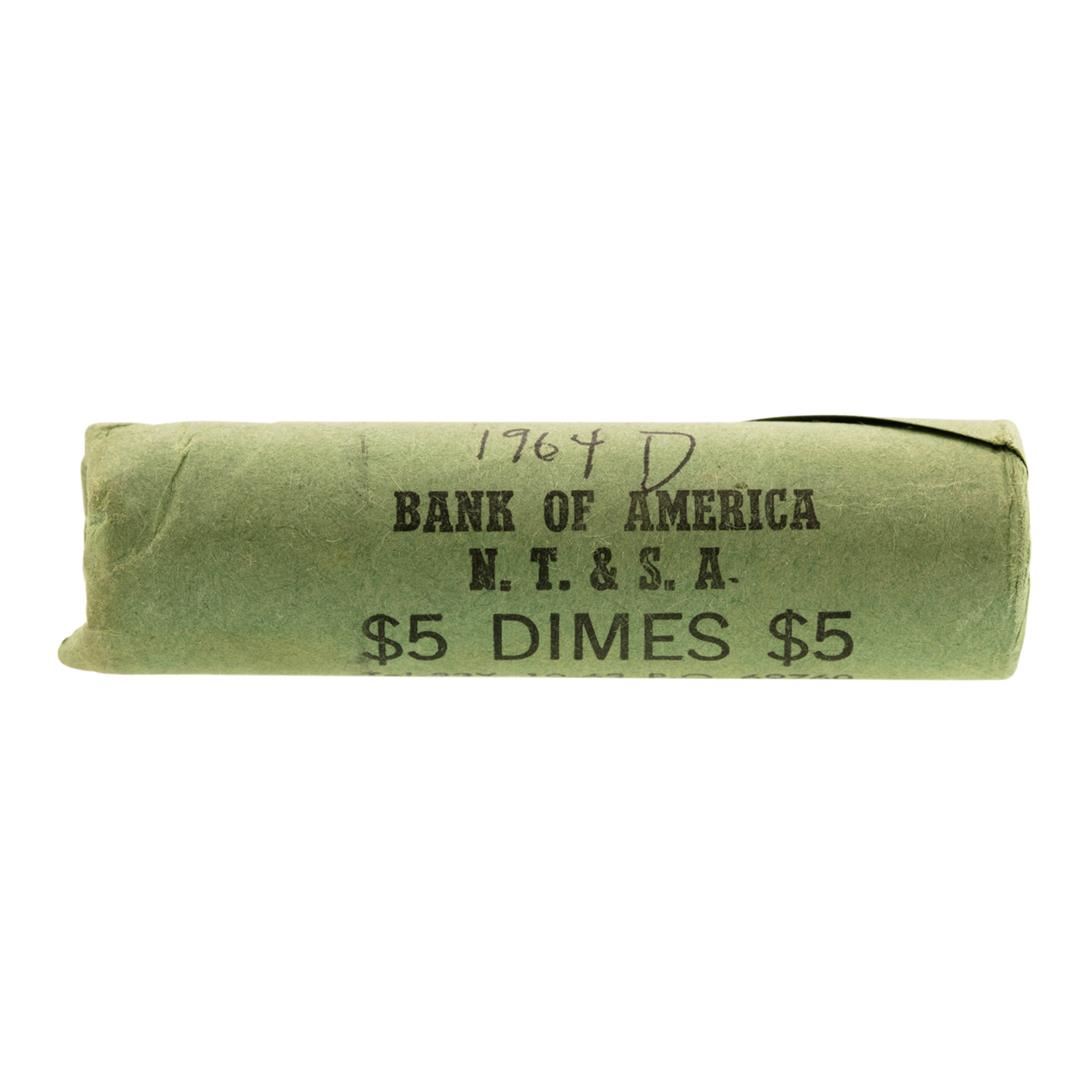 1964 D
BANK OF AMERICA
N. T. & S. A.
$5 DIMES $5